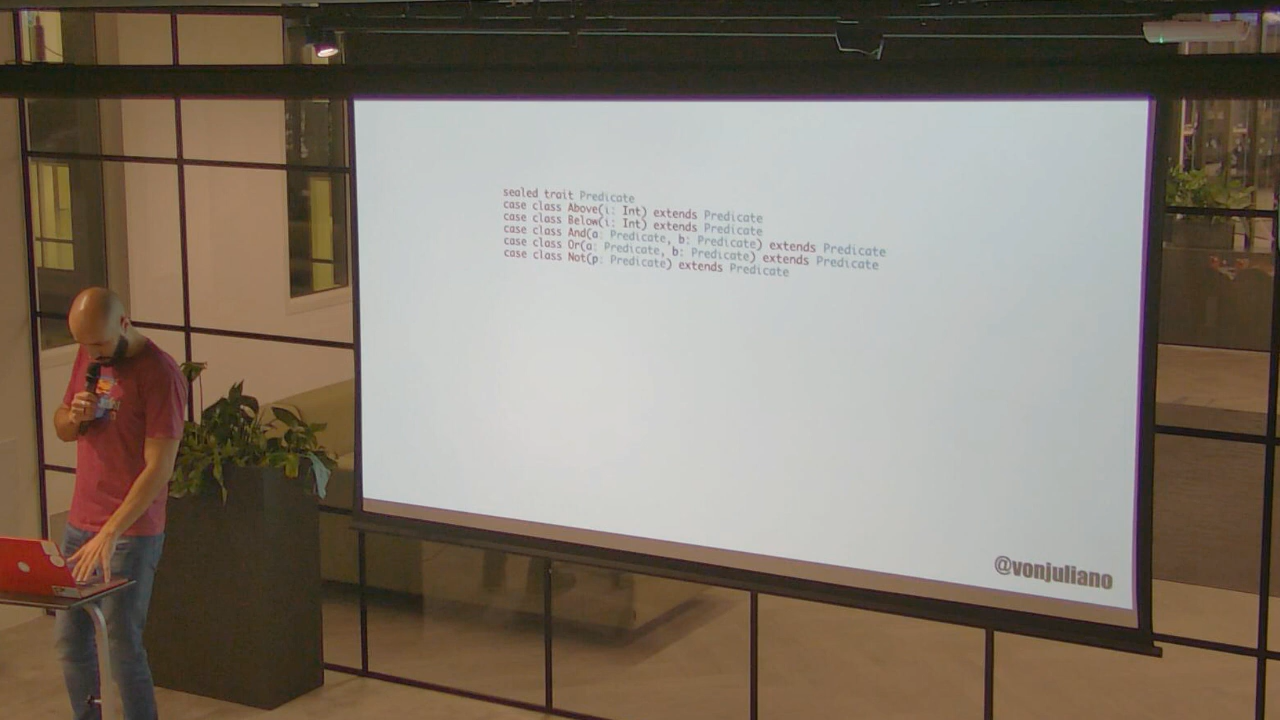 sealed trait Predicate
case class Above(i: Int) extends Predicate
case class Below(i: Int) extends Predicate
case class And(a: Predicate, b: Predicate) extends Predicate
case class Or(a: Predicate, b: Predicate) extends Predicate
case class Not(p: Predicate) extends Predicate
@vonjuliano